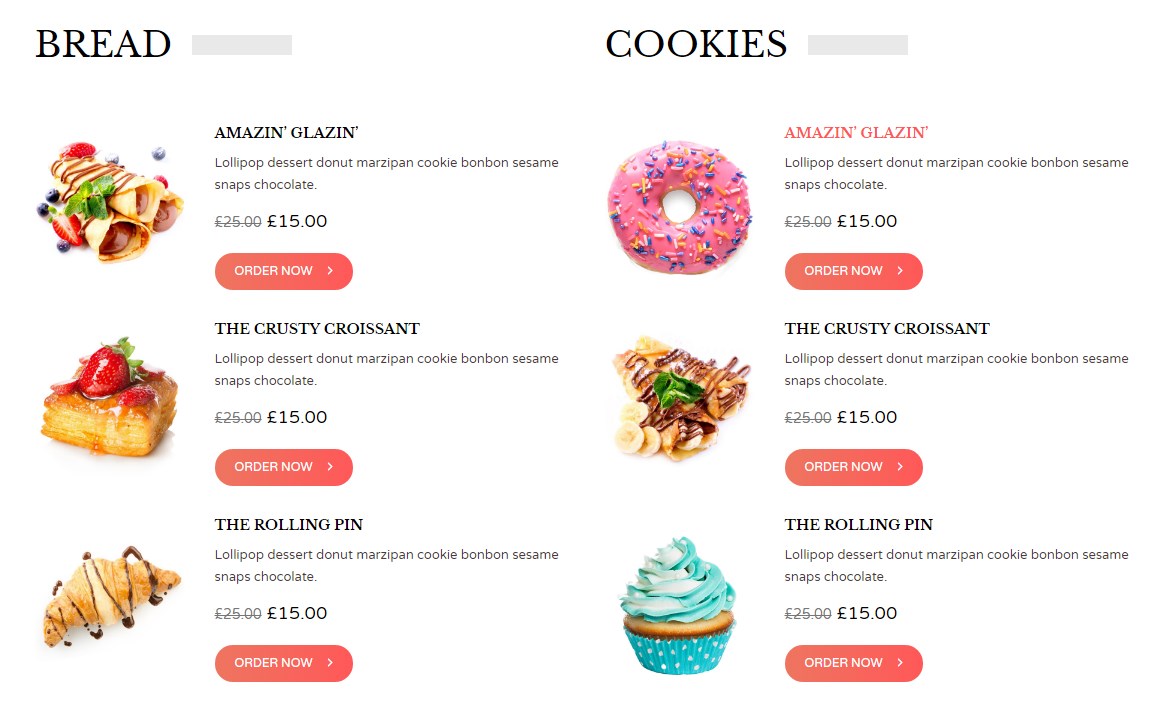 BREAD
AMAZIN' GLAZIN'
Lollipop dessert donut marzipan cookie bonbon sesame
snaps chocolate.
£25.00 £15.00
ORDER NOW
THE CRUSTY CROISSANT
Lollipop dessert donut marzipan cookie bonbon sesame
snaps chocolate.
£25.00 £15.00
ORDER NOW
THE ROLLING PIN
Lollipop dessert donut marzipan cookie bonbon sesame
snaps chocolate.
£25.00 £15.00
ORDER NOW
COOKIES
AMAZIN' GLAZIN'
Lollipop dessert donut marzipan cookie bonbon sesame
snaps chocolate.
£25.00 £15.00
ORDER NOW
THE CRUSTY CROISSANT
Lollipop dessert donut marzipan cookie bonbon sesame
snaps chocolate.
£25.00 £15.00
ORDER NOW
THE ROLLING PIN
Lollipop dessert donut marzipan cookie bonbon sesame
snaps chocolate.
£25.00 £15.00
ORDER NOW